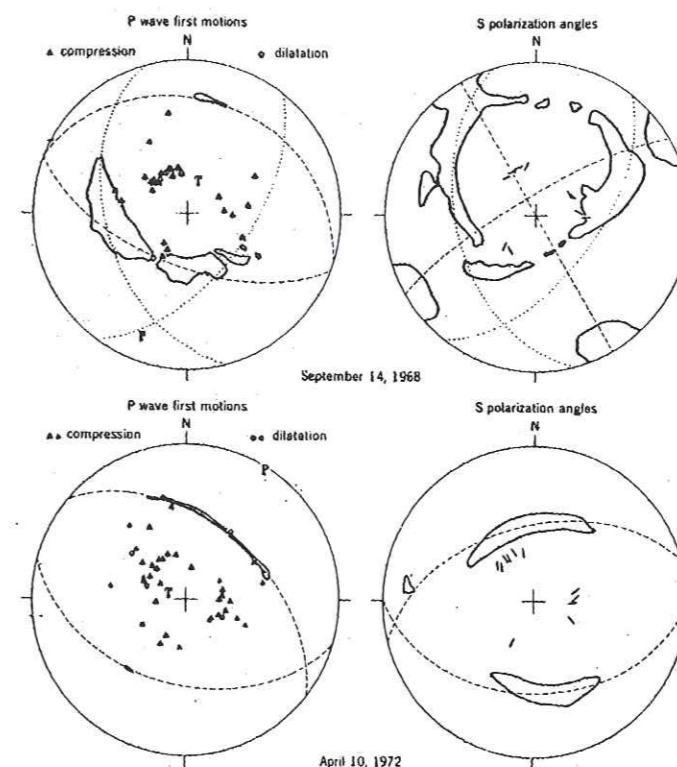 P wave first motions
▲ compression
○ dilatation
N
T
P
S polarization angles
N
September 14, 1968
P wave first motions
▲▲ compression
○○ dilatation
N
P
T
S polarization angles
N
April 10, 1972